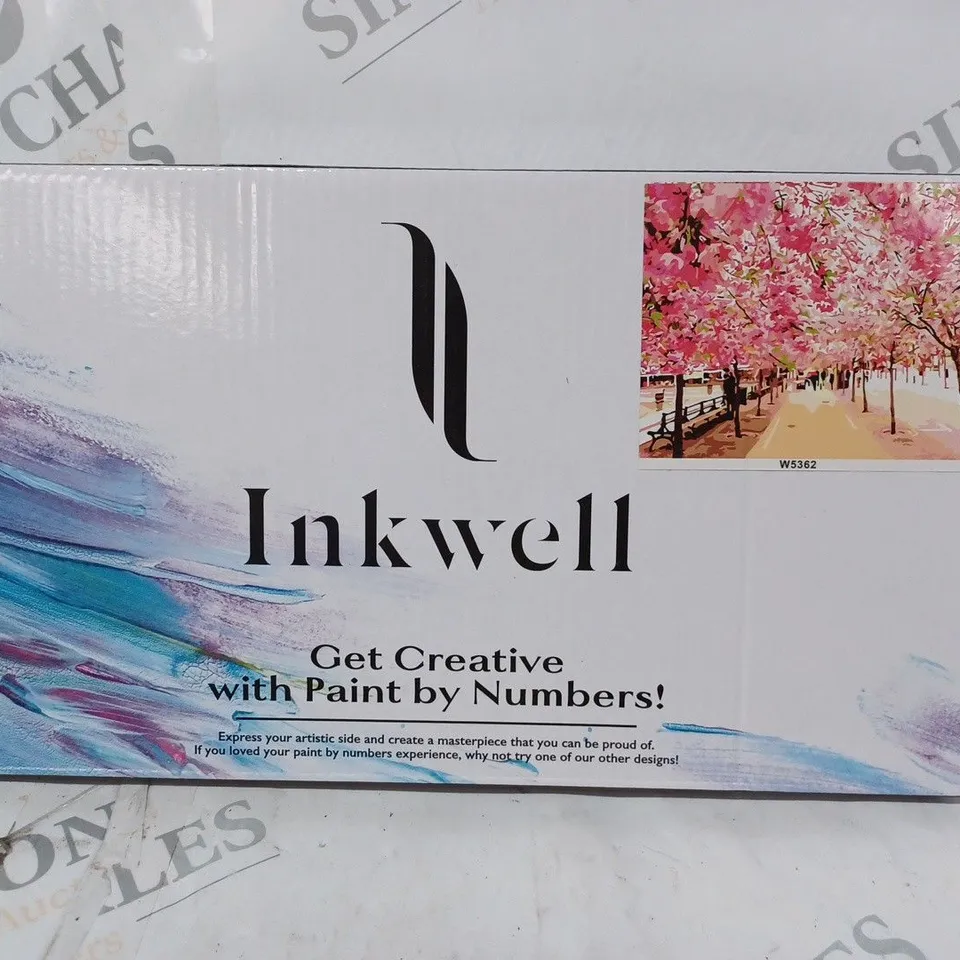 W5362
Inkwell
Get Creative
with Paint by Numbers!
Express your artistic side and create a masterpiece that you can be proud of.
If you loved your paint by numbers experience, why not try one of our other designs!